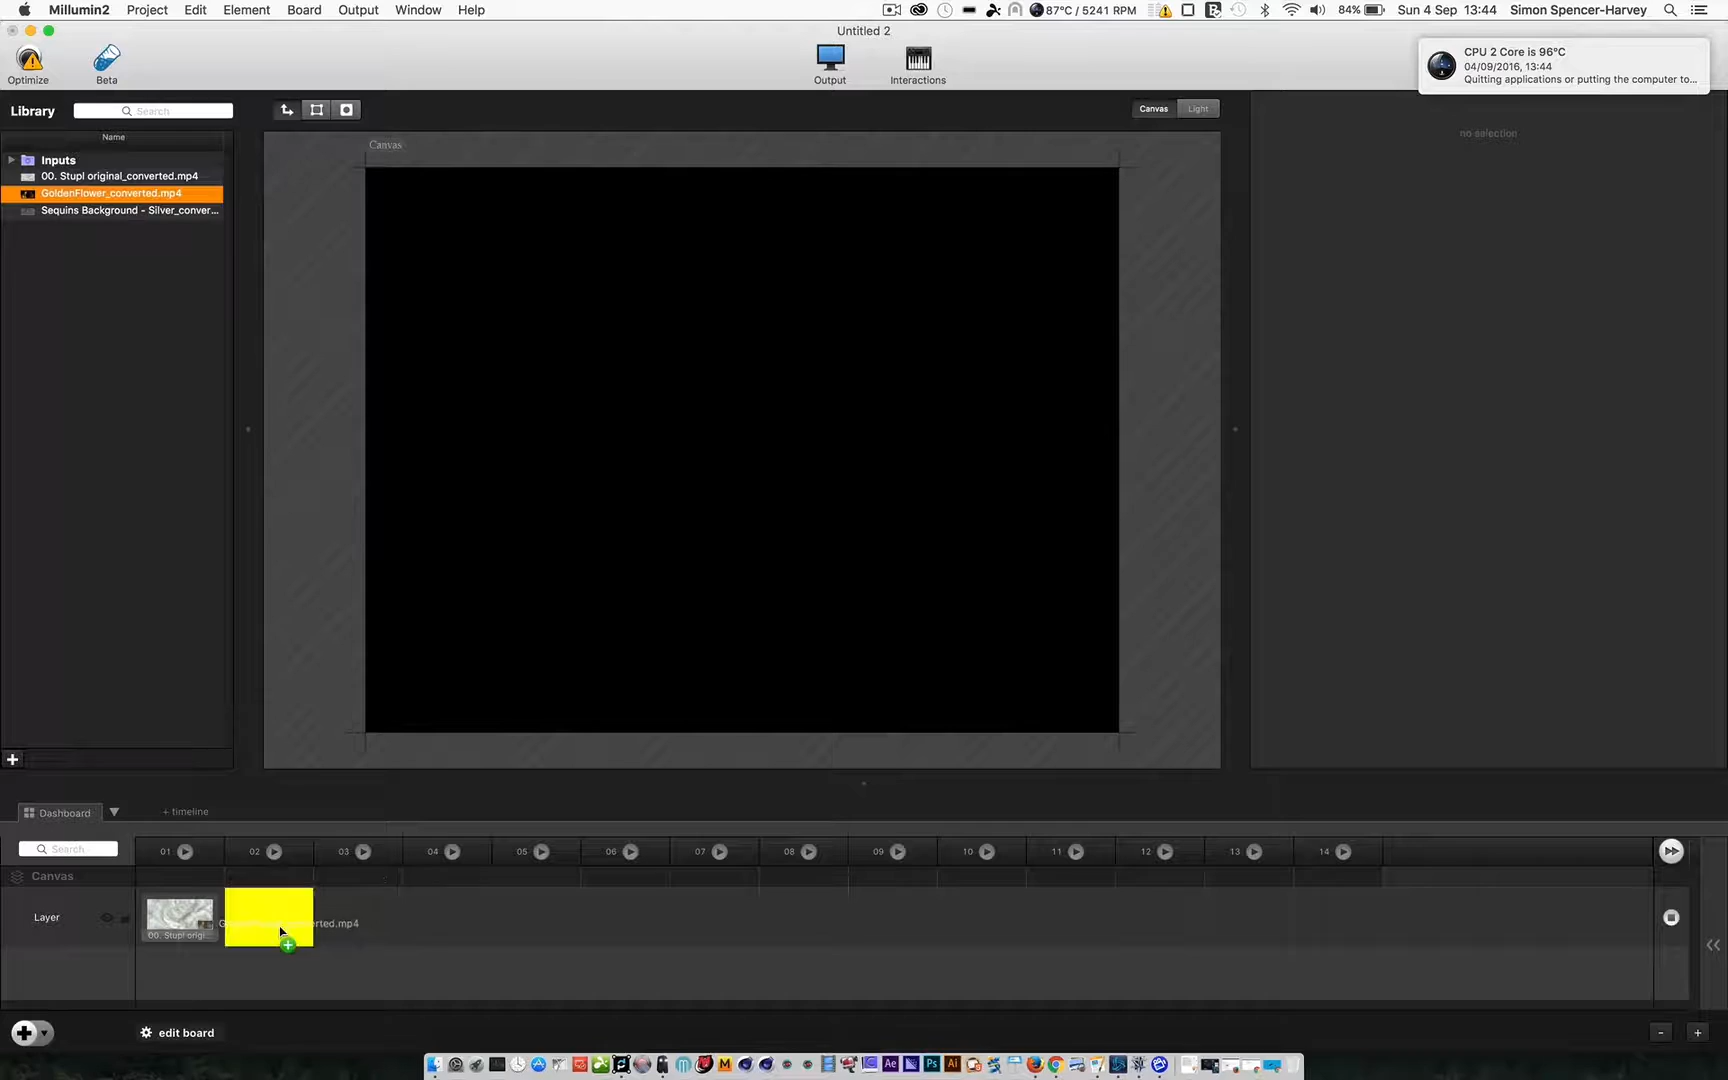 Millumin2 Project Edit Element Board Output Window Help
87°C / 5241 RPM 84% Sun 4 Sep 13:44 Simon Spencer-Harvey
Untitled 2
Optimize Beta Output Interactions
CPU 2 Core is 96°C
04/09/2016, 13:44
Quitting applications or putting the computer to...
Library Search
Canvas Light
Name
no selection
Canvas
Inputs
00. Stupl original_converted.mp4
GoldenFlower_converted.mp4
Sequins Background - Silver_conver...
Dashboard + timeline
Search 01 02 03 04 05 06 07 08 09 10 11 12 13 14
Canvas
Layer
00. Stupl origi...
edit board
Ae Ps Ai